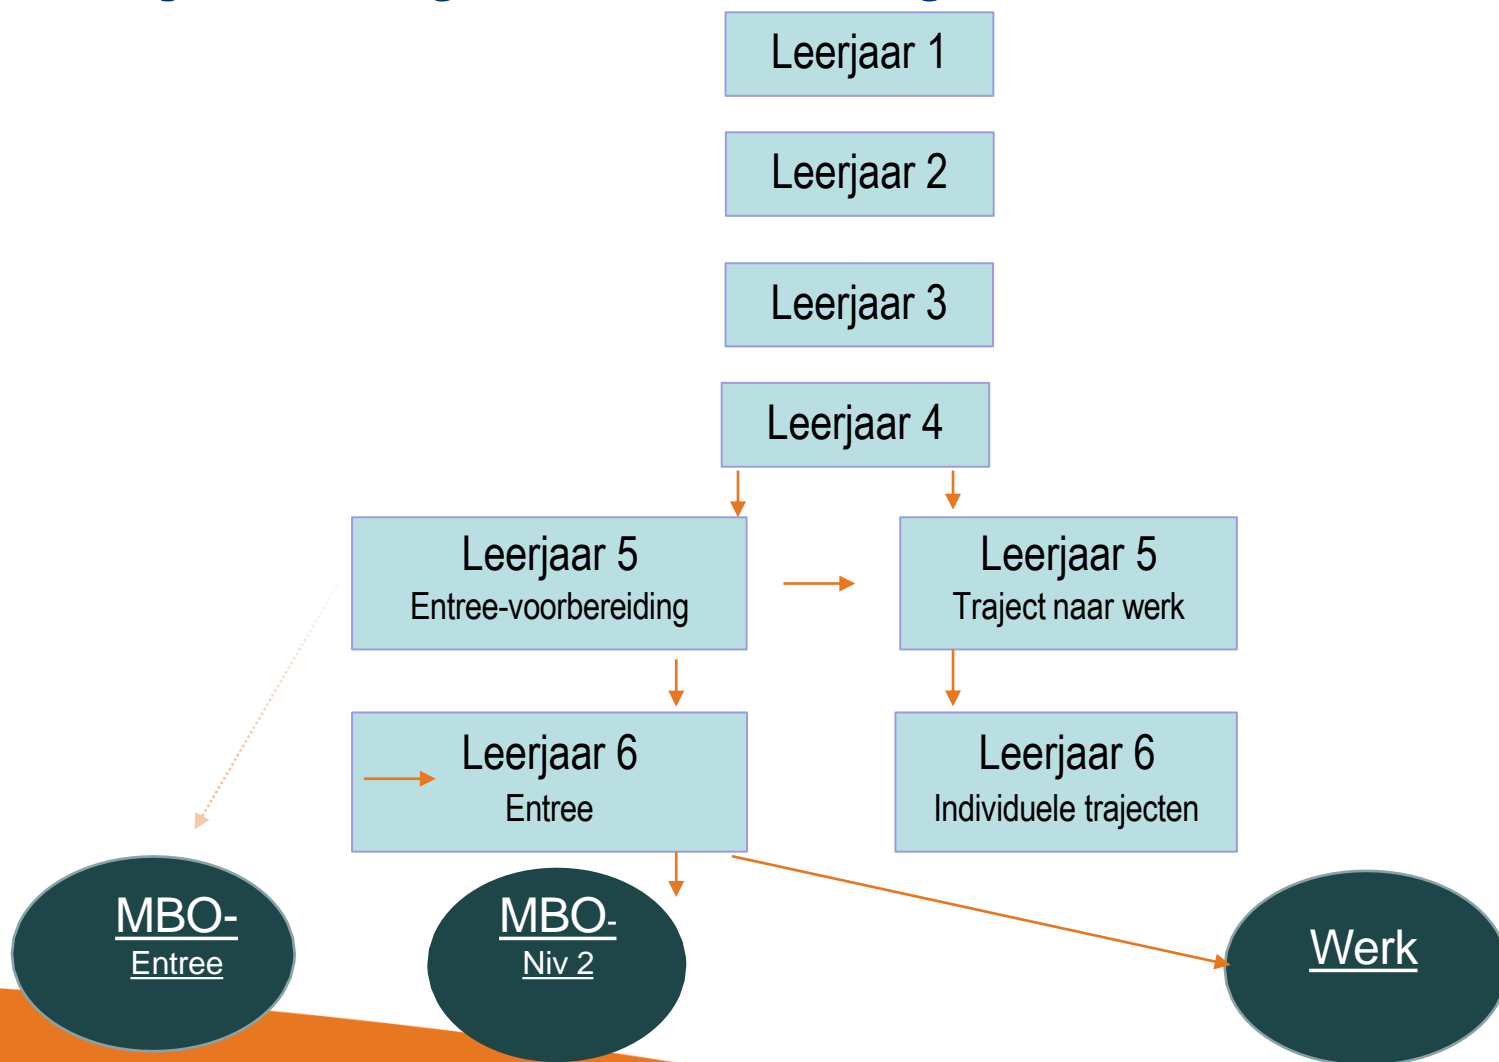 Leerjaar 1
Leerjaar 2
Leerjaar 3
Leerjaar 4
Leerjaar 5
Entree-voorbereiding
Leerjaar 5
Traject naar werk
Leerjaar 6
Entree
Leerjaar 6
Individuele trajecten
MBO-
Entree
MBO-
Niv 2
Werk